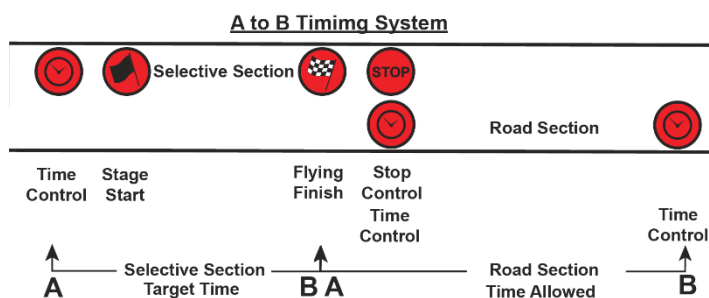 A to B Timimg System
Selective Section
STOP
Road Section
Time
Control
Stage
Start
Flying
Finish
Stop
Control
Time
Control
Time
Control
A
Selective Section
Target Time
B A
Road Section
Time Allowed
B